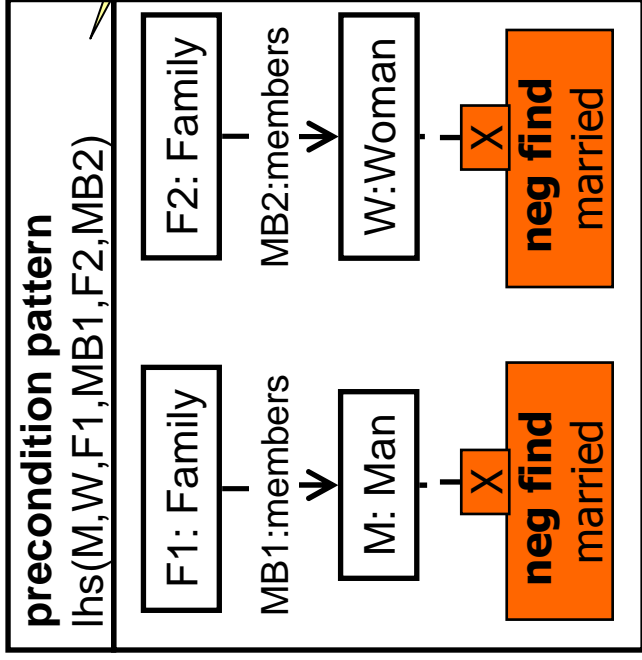 precondition pattern
lhs(M,W,F1,MB1,F2,MB2)
F1: Family
MB1:members
M: Man
X
neg find
married
F2: Family
MB2:members
W:Woman
X
neg find
married